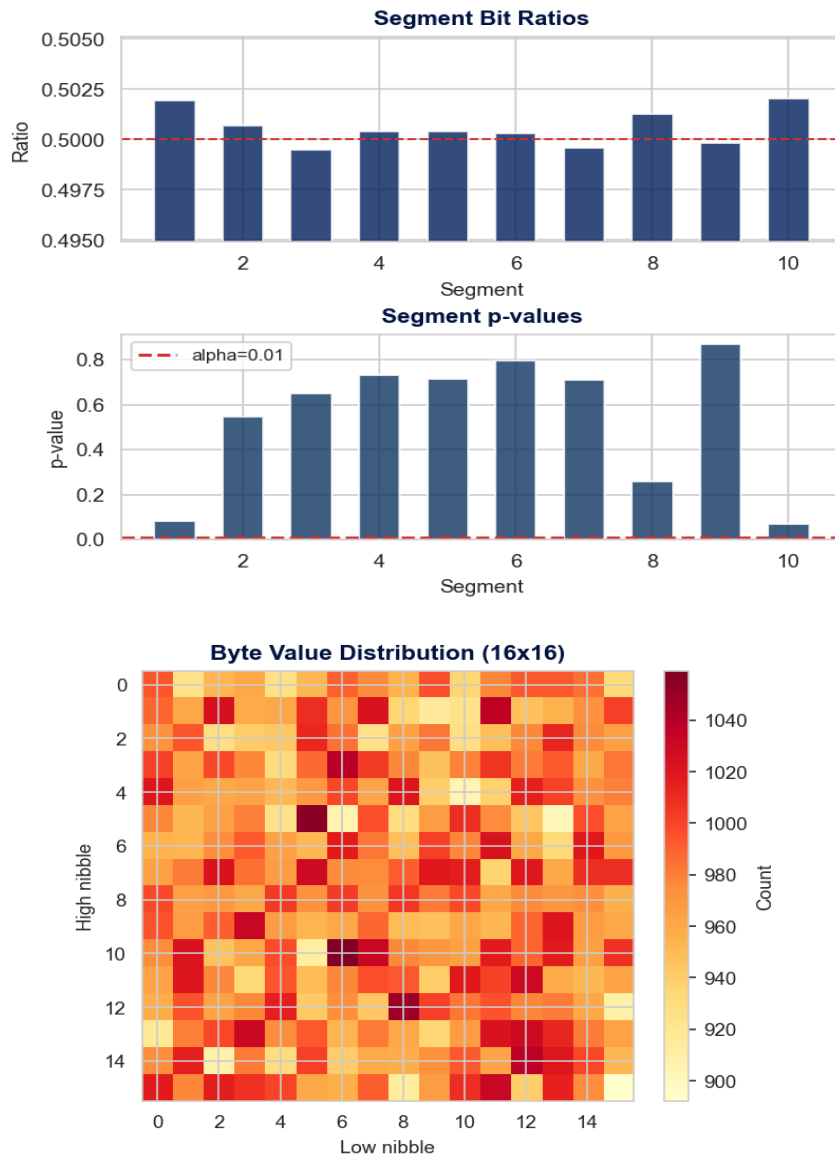 Segment Bit Ratios
0.5050
0.5025
0.5000
0.4975
0.4950
Ratio
2 4 6 8 10
Segment
Segment p-values
alpha=0.01
0.8
0.6
0.4
0.2
0.0
p-value
2 4 6 8 10
Segment
Byte Value Distribution (16x16)
0
2
4
6
8
10
12
14
High nibble
0 2 4 6 8 10 12 14
Low nibble
1040
1020
1000
980
960
940
920
900
Count